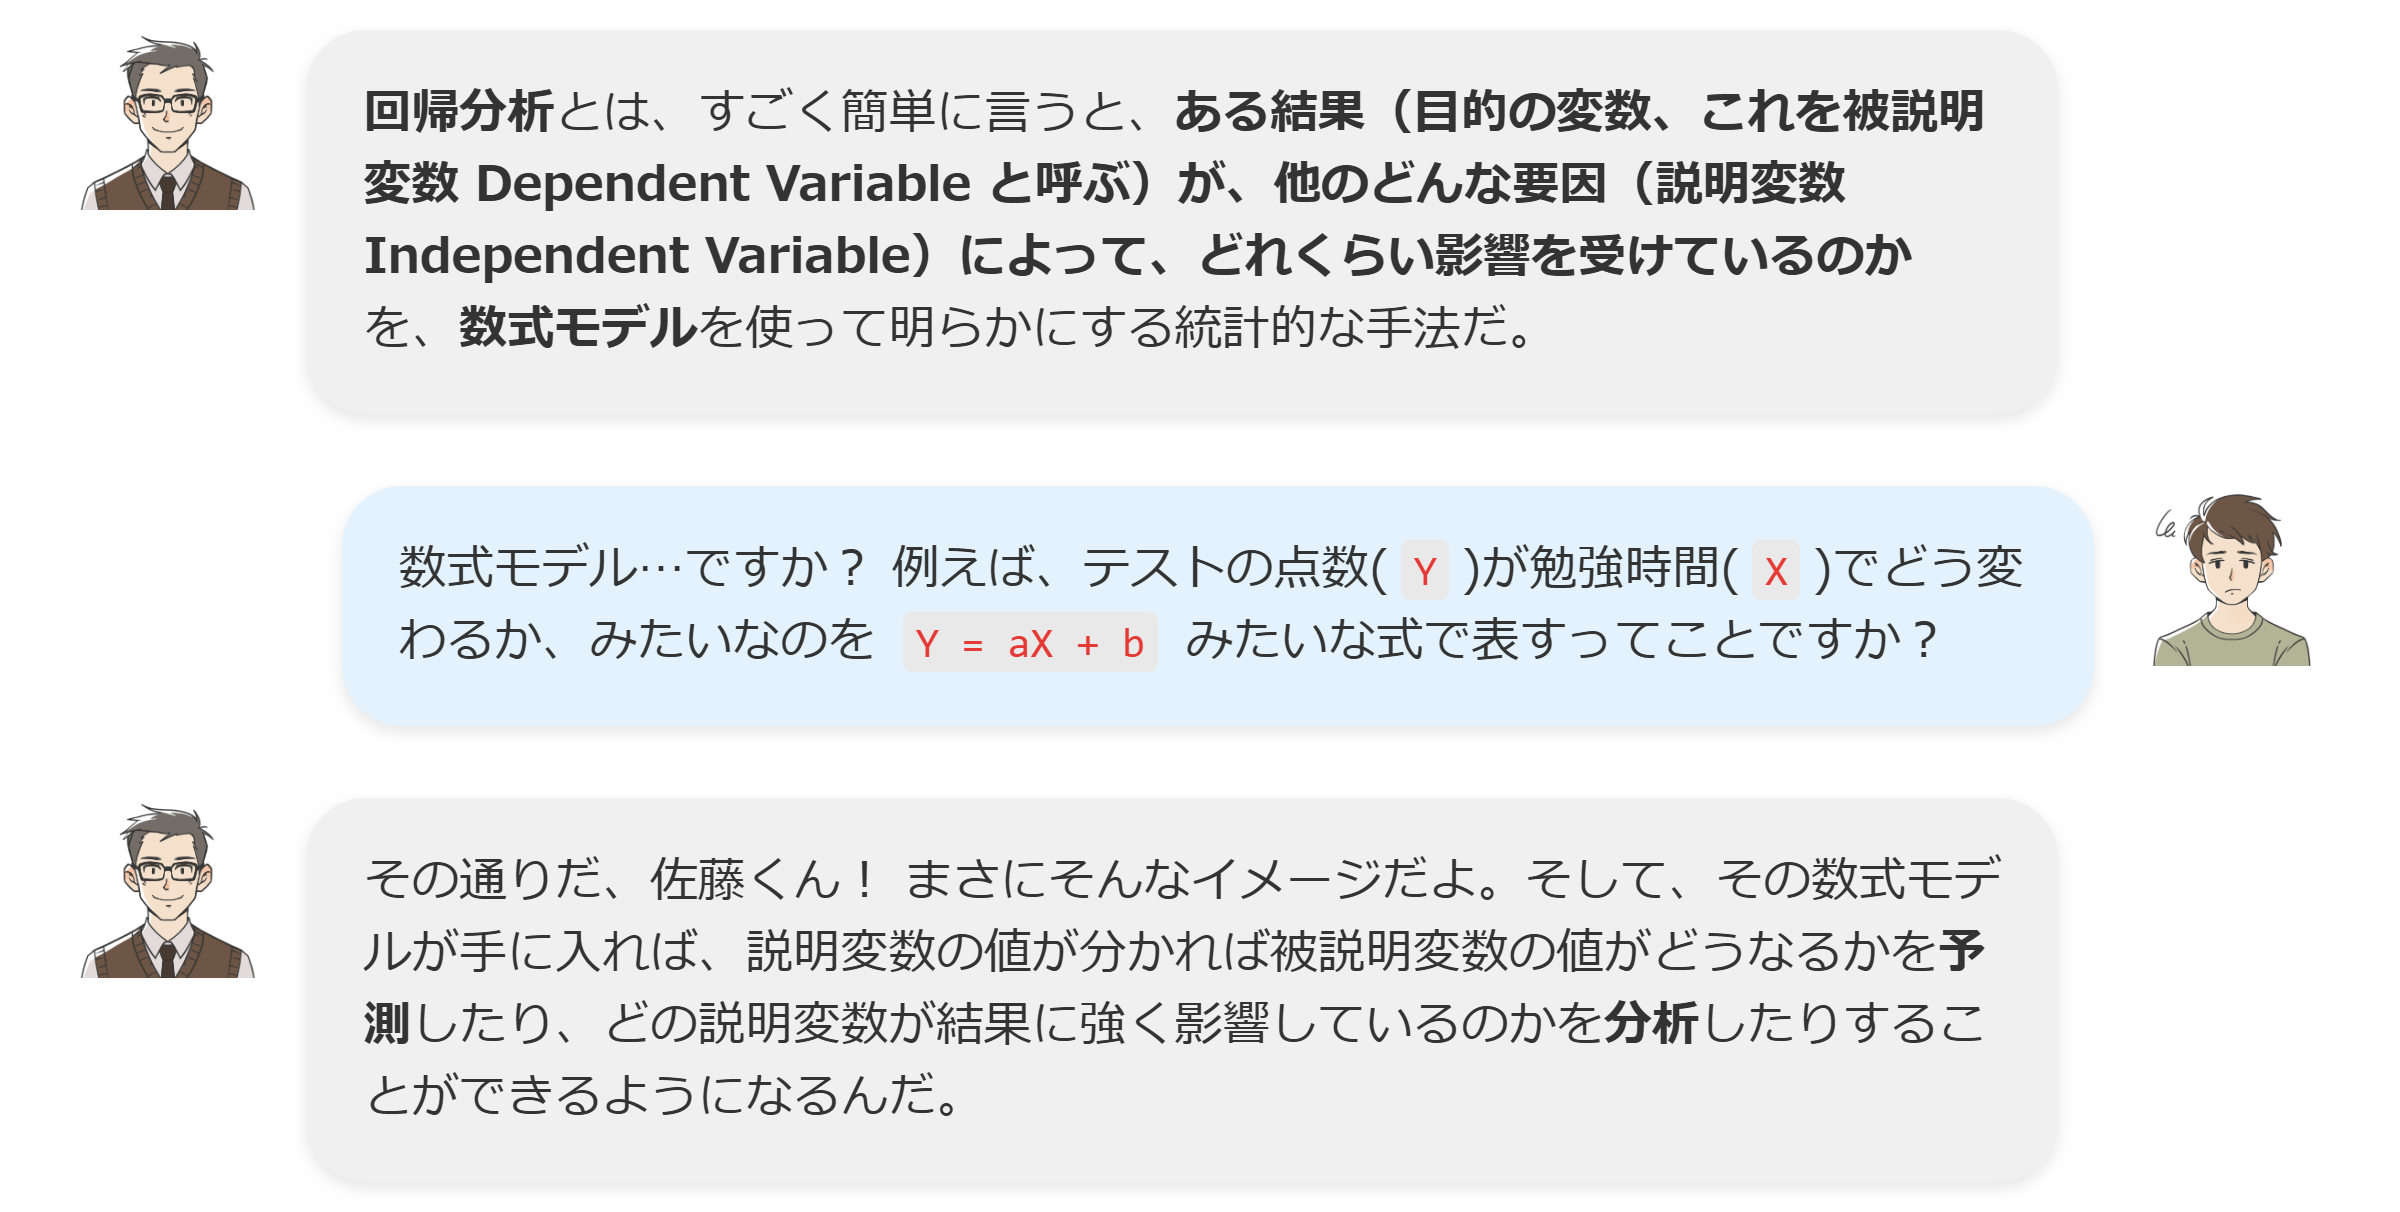 回帰分析とは、すごく簡単に言うと、ある結果（目的の変数、これを被説明
変数 Dependent Variable と呼ぶ）が、他のどんな要因（説明変数
Independent Variable）によって、どれくらい影響を受けているのか
を、数式モデルを使って明らかにする統計的な手法だ。
数式モデル…ですか？ 例えば、テストの点数( Y )が勉強時間( X )でどう変
わるか、みたいなのを Y = aX + b みたいな式で表すってことですか？
その通りだ、佐藤くん！ まさにそんなイメージだよ。そして、その数式モデ
ルが手に入れば、説明変数の値が分かれば被説明変数の値がどうなるかを予
測したり、どの説明変数が結果に強く影響しているのかを分析したりするこ
とができるようになるんだ。